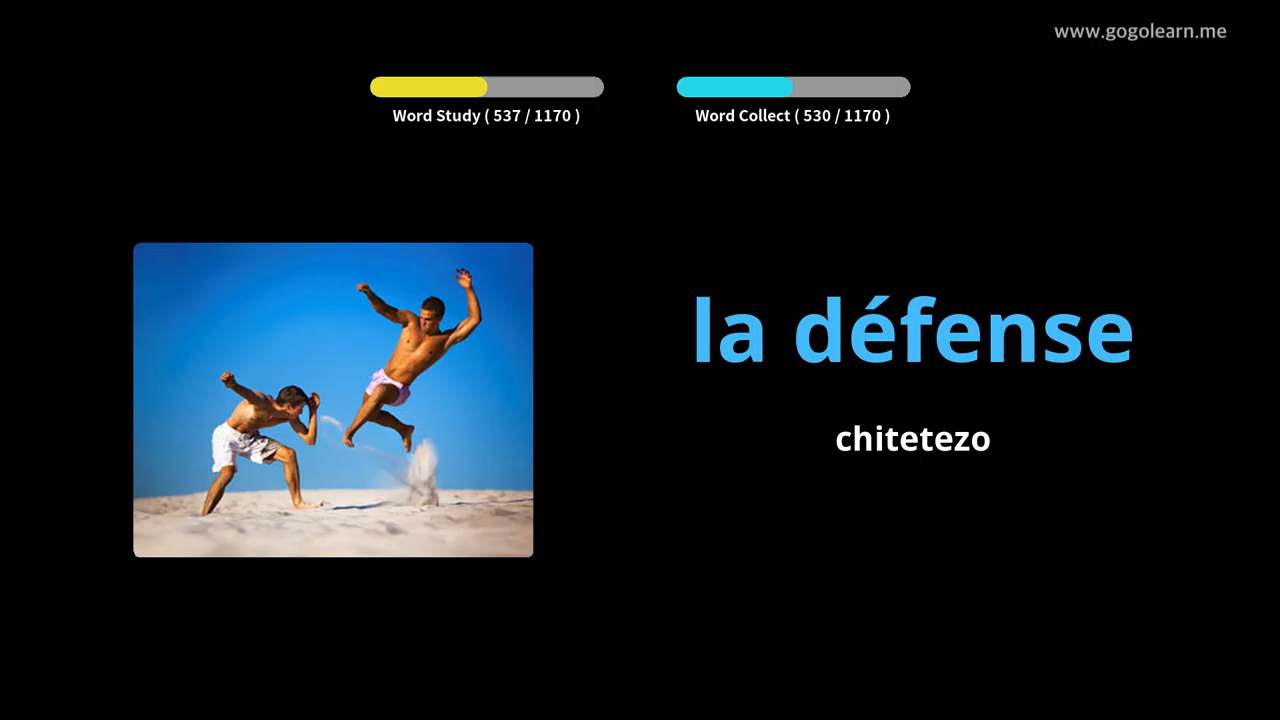 www.gogolearn.me
Word Study ( 537 / 1170 )
Word Collect ( 530 / 1170 )
la défense
chitetezo